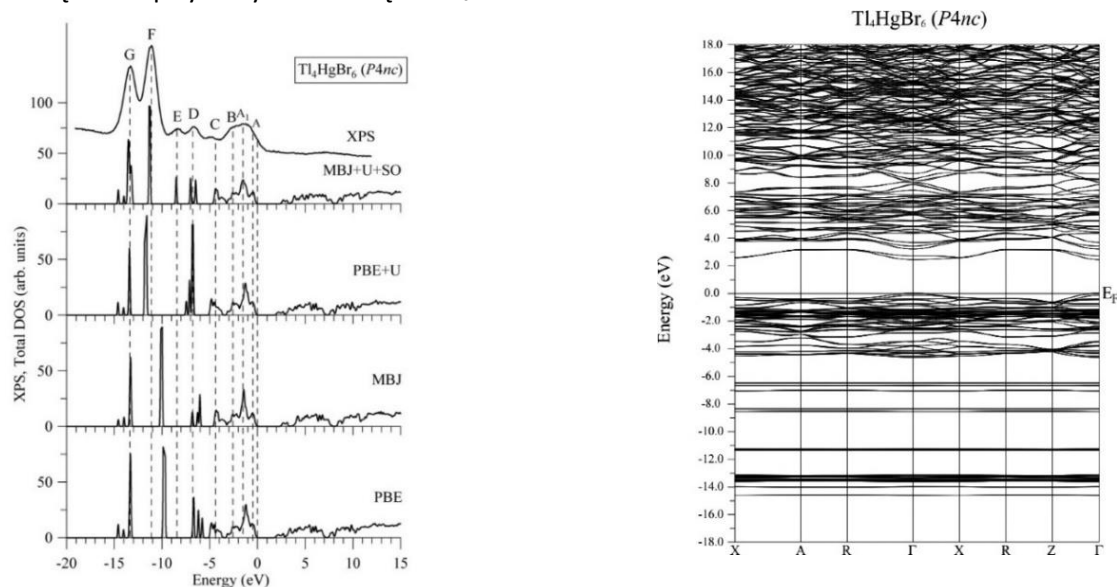 Tl₄HgBr₆ (P4nc)
G
F
E
D
C
B
A₁
A
XPS
MBJ+U+SO
PBE+U
MBJ
PBE
XPS, Total DOS (arb. units)
100
50
0
50
0
50
0
50
0
-20 -15 -10 -5 0 5 10 15
Energy (eV)
Tl₄HgBr₆ (P4nc)
Energy (eV)
18.0
16.0
14.0
12.0
10.0
8.0
6.0
4.0
2.0
0.0
-2.0
-4.0
-6.0
-8.0
-10.0
-12.0
-14.0
-18.0
-18.0
E_F
X A R Γ X R Z Γ